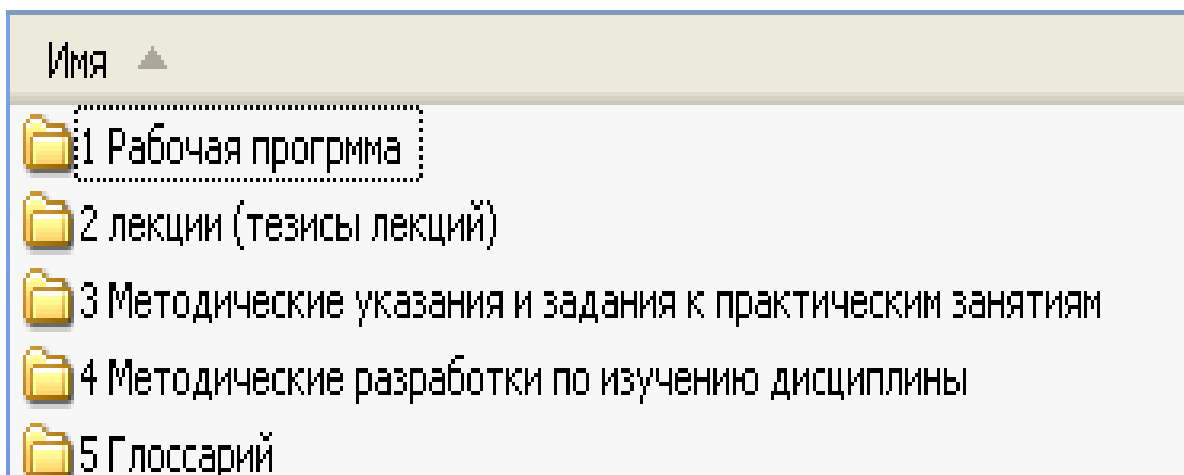 Имя
1 Рабочая прогрмма
2 лекции (тезисы лекций)
3 Методические указания и задания к практическим занятиям
4 Методические разработки по изучению дисциплины
5 Глоссарий